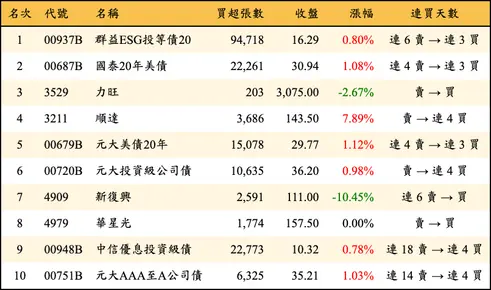 名次 代號 名稱 買超張數 收盤 漲幅 連買天數
1 00937B 群益ESG投等債20 94,718 16.29 0.80% 連 6 賣 → 連 3 買
2 00687B 國泰20年美債 22,261 30.94 1.08% 連 4 賣 → 連 3 買
3 3529 力旺 203 3,075.00 -2.67% 賣 → 買
4 3211 順達 3,686 143.50 7.89% 賣 → 連 4 買
5 00679B 元大美債20年 15,078 29.77 1.12% 連 4 賣 → 連 3 買
6 00720B 元大投資級公司債 10,635 36.20 0.98% 賣 → 連 4 買
7 4909 新復興 2,591 111.00 -10.45% 連 6 賣 → 買
8 4979 華星光 1,774 157.50 0.00% 賣 → 買
9 00948B 中信優息投資級債 22,773 10.32 0.78% 連 18 賣 → 連 4 買
10 00751B 元大AAA至A公司債 6,325 35.21 1.03% 連 14 賣 → 連 4 買